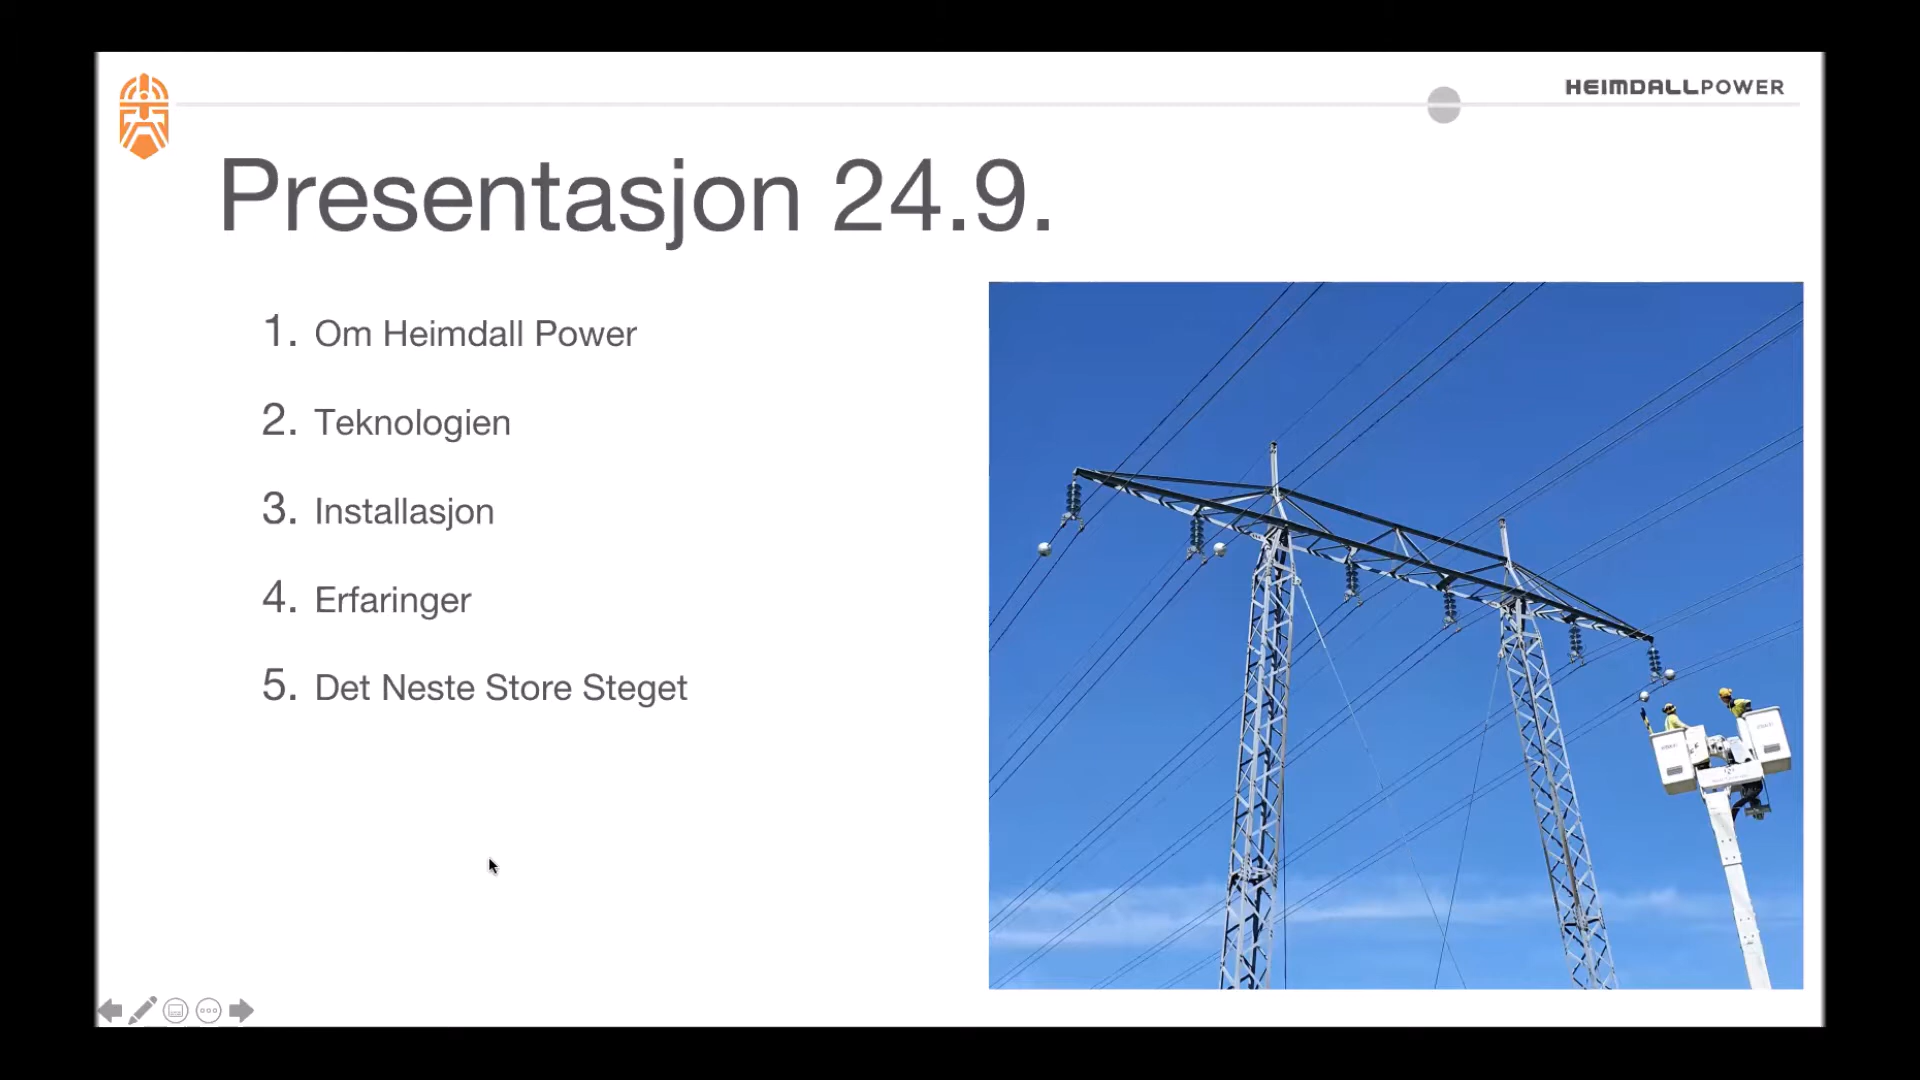 HEIMDALLPOWER
Presentasjon 24.9.
1. Om Heimdall Power
2. Teknologien
3. Installasjon
4. Erfaringer
5. Det Neste Store Steget